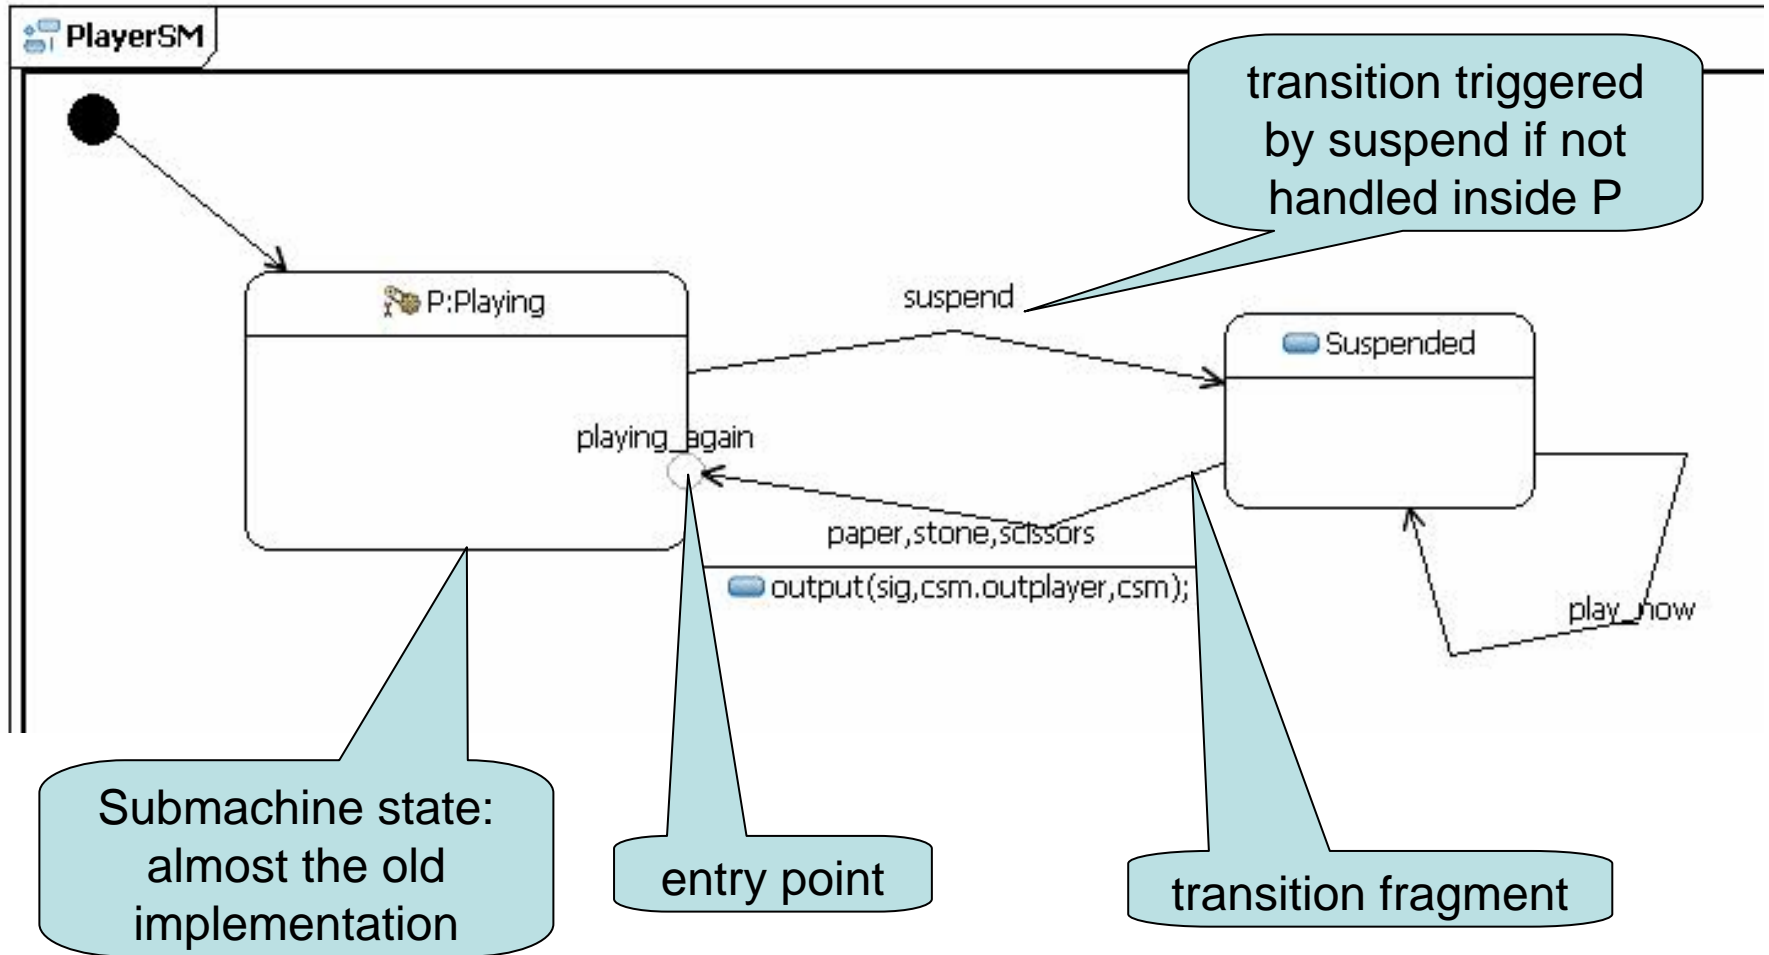 PlayerSM
transition triggered
by suspend if not
handled inside P
P:Playing
suspend
Suspended
playing_again
paper,stone,scissors
output(sig,csm.outplayer,csm);
play_now
Submachine state:
almost the old
implementation
entry point
transition fragment